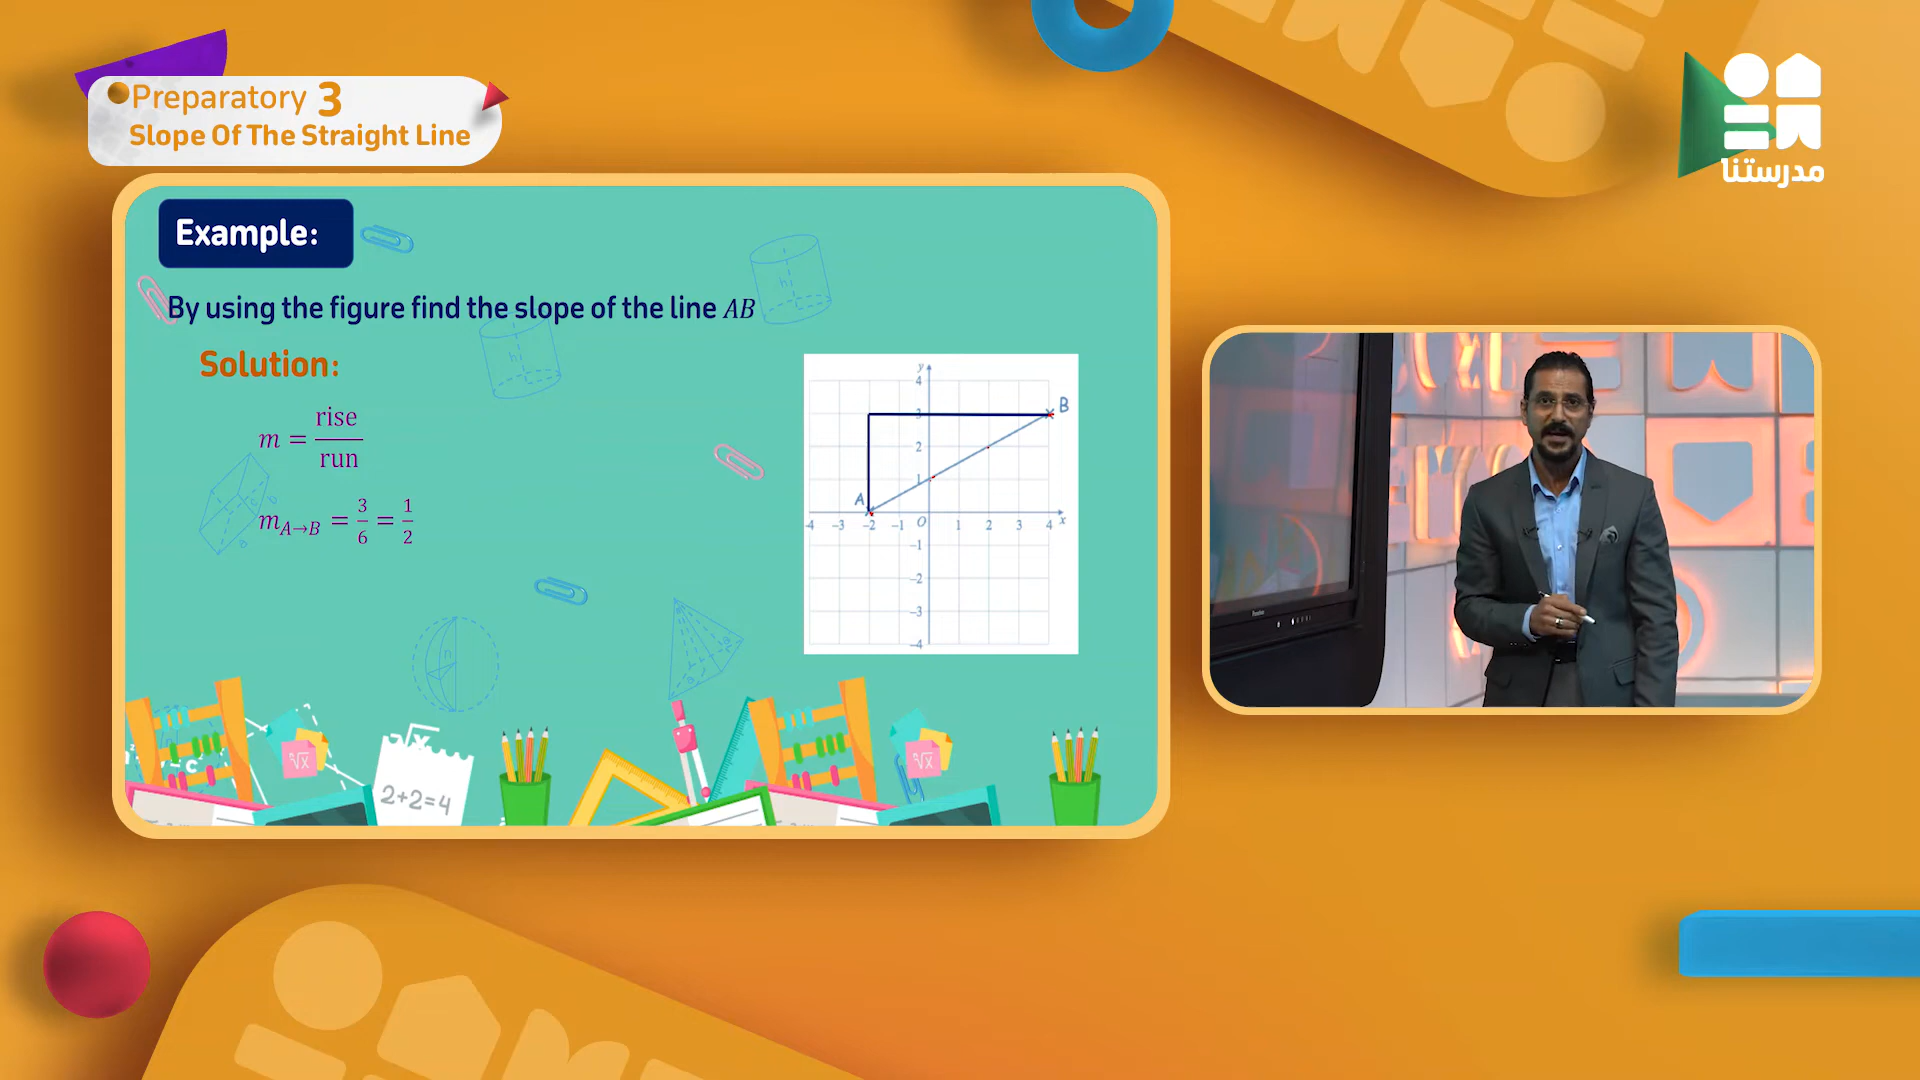 Preparatory 3
Slope Of The Straight Line
مدرستنا
Example:
By using the figure find the slope of the line AB
Solution:
m = rise/run
m_{A→B} = 3/6 = 1/2
y
4
3
B
2
1
A
-4 -3 -2 -1 O 1 2 3 4 x
-1
-2
-3
-4
h
h
√x
√x
√x
2+2=4